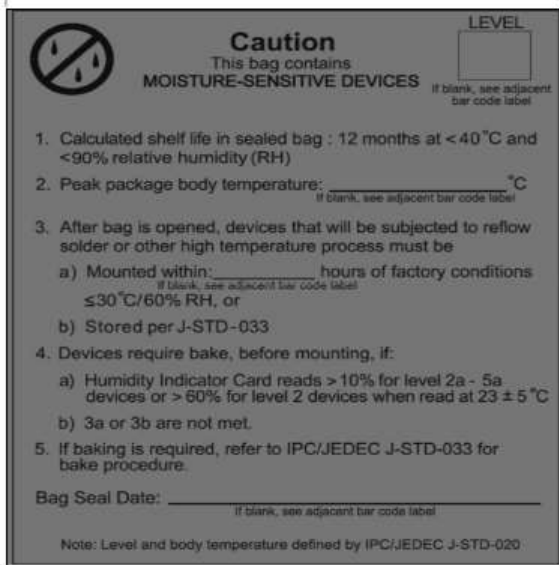 LEVEL
Caution
This bag contains
MOISTURE-SENSITIVE DEVICES
If blank, see adjacent
bar code label
1. Calculated shelf life in sealed bag : 12 months at <40°C and
<90% relative humidity (RH)
2. Peak package body temperature: ____________ °C
If blank, see adjacent bar code label
3. After bag is opened, devices that will be subjected to reflow
solder or other high temperature process must be
a) Mounted within:__________ hours of factory conditions
If blank, see adjacent bar code label
≤30°C/60% RH, or
b) Stored per J-STD-033
4. Devices require bake, before mounting, if:
a) Humidity Indicator Card reads >10% for level 2a - 5a
devices or >60% for level 2 devices when read at 23 ± 5°C
b) 3a or 3b are not met.
5. If baking is required, refer to IPC/JEDEC J-STD-033 for
bake procedure.
Bag Seal Date: ____________
If blank, see adjacent bar code label
Note: Level and body temperature defined by IPC/JEDEC J-STD-020